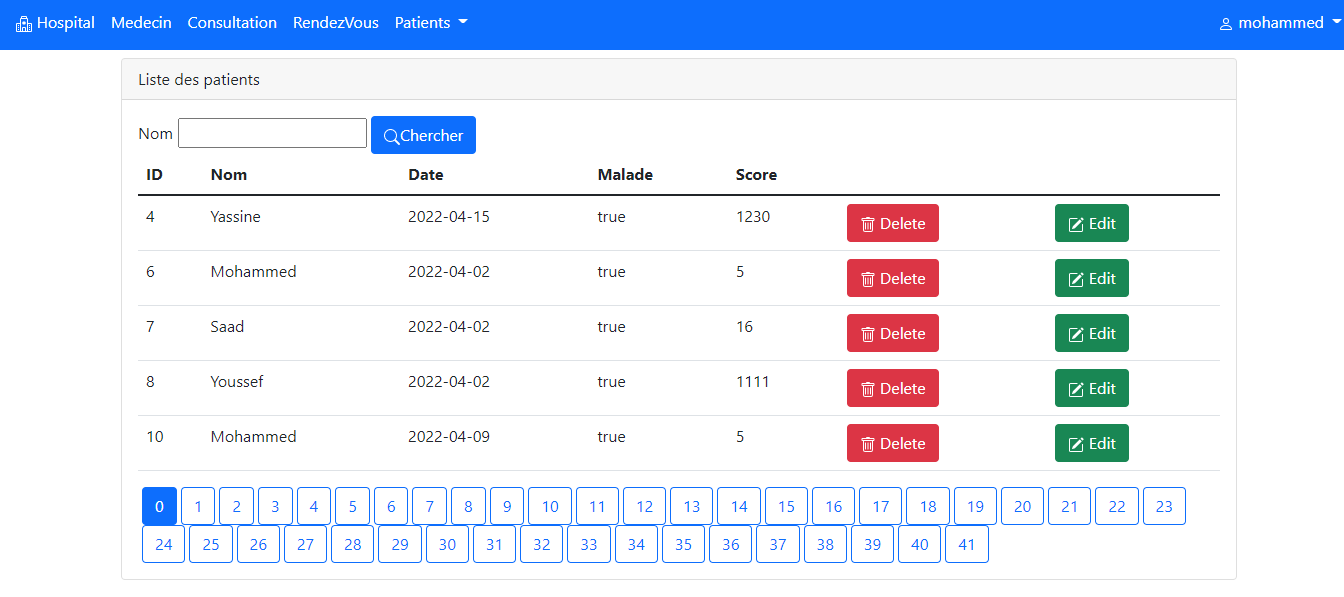 Hospital Medecin Consultation RendezVous Patients mohammed
Liste des patients
Nom Chercher
ID Nom Date Malade Score
4 Yassine 2022-04-15 true 1230 Delete Edit
6 Mohammed 2022-04-02 true 5 Delete Edit
7 Saad 2022-04-02 true 16 Delete Edit
8 Youssef 2022-04-02 true 1111 Delete Edit
10 Mohammed 2022-04-09 true 5 Delete Edit
0 1 2 3 4 5 6 7 8 9 10 11 12 13 14 15 16 17 18 19 20 21 22 23
24 25 26 27 28 29 30 31 32 33 34 35 36 37 38 39 40 41